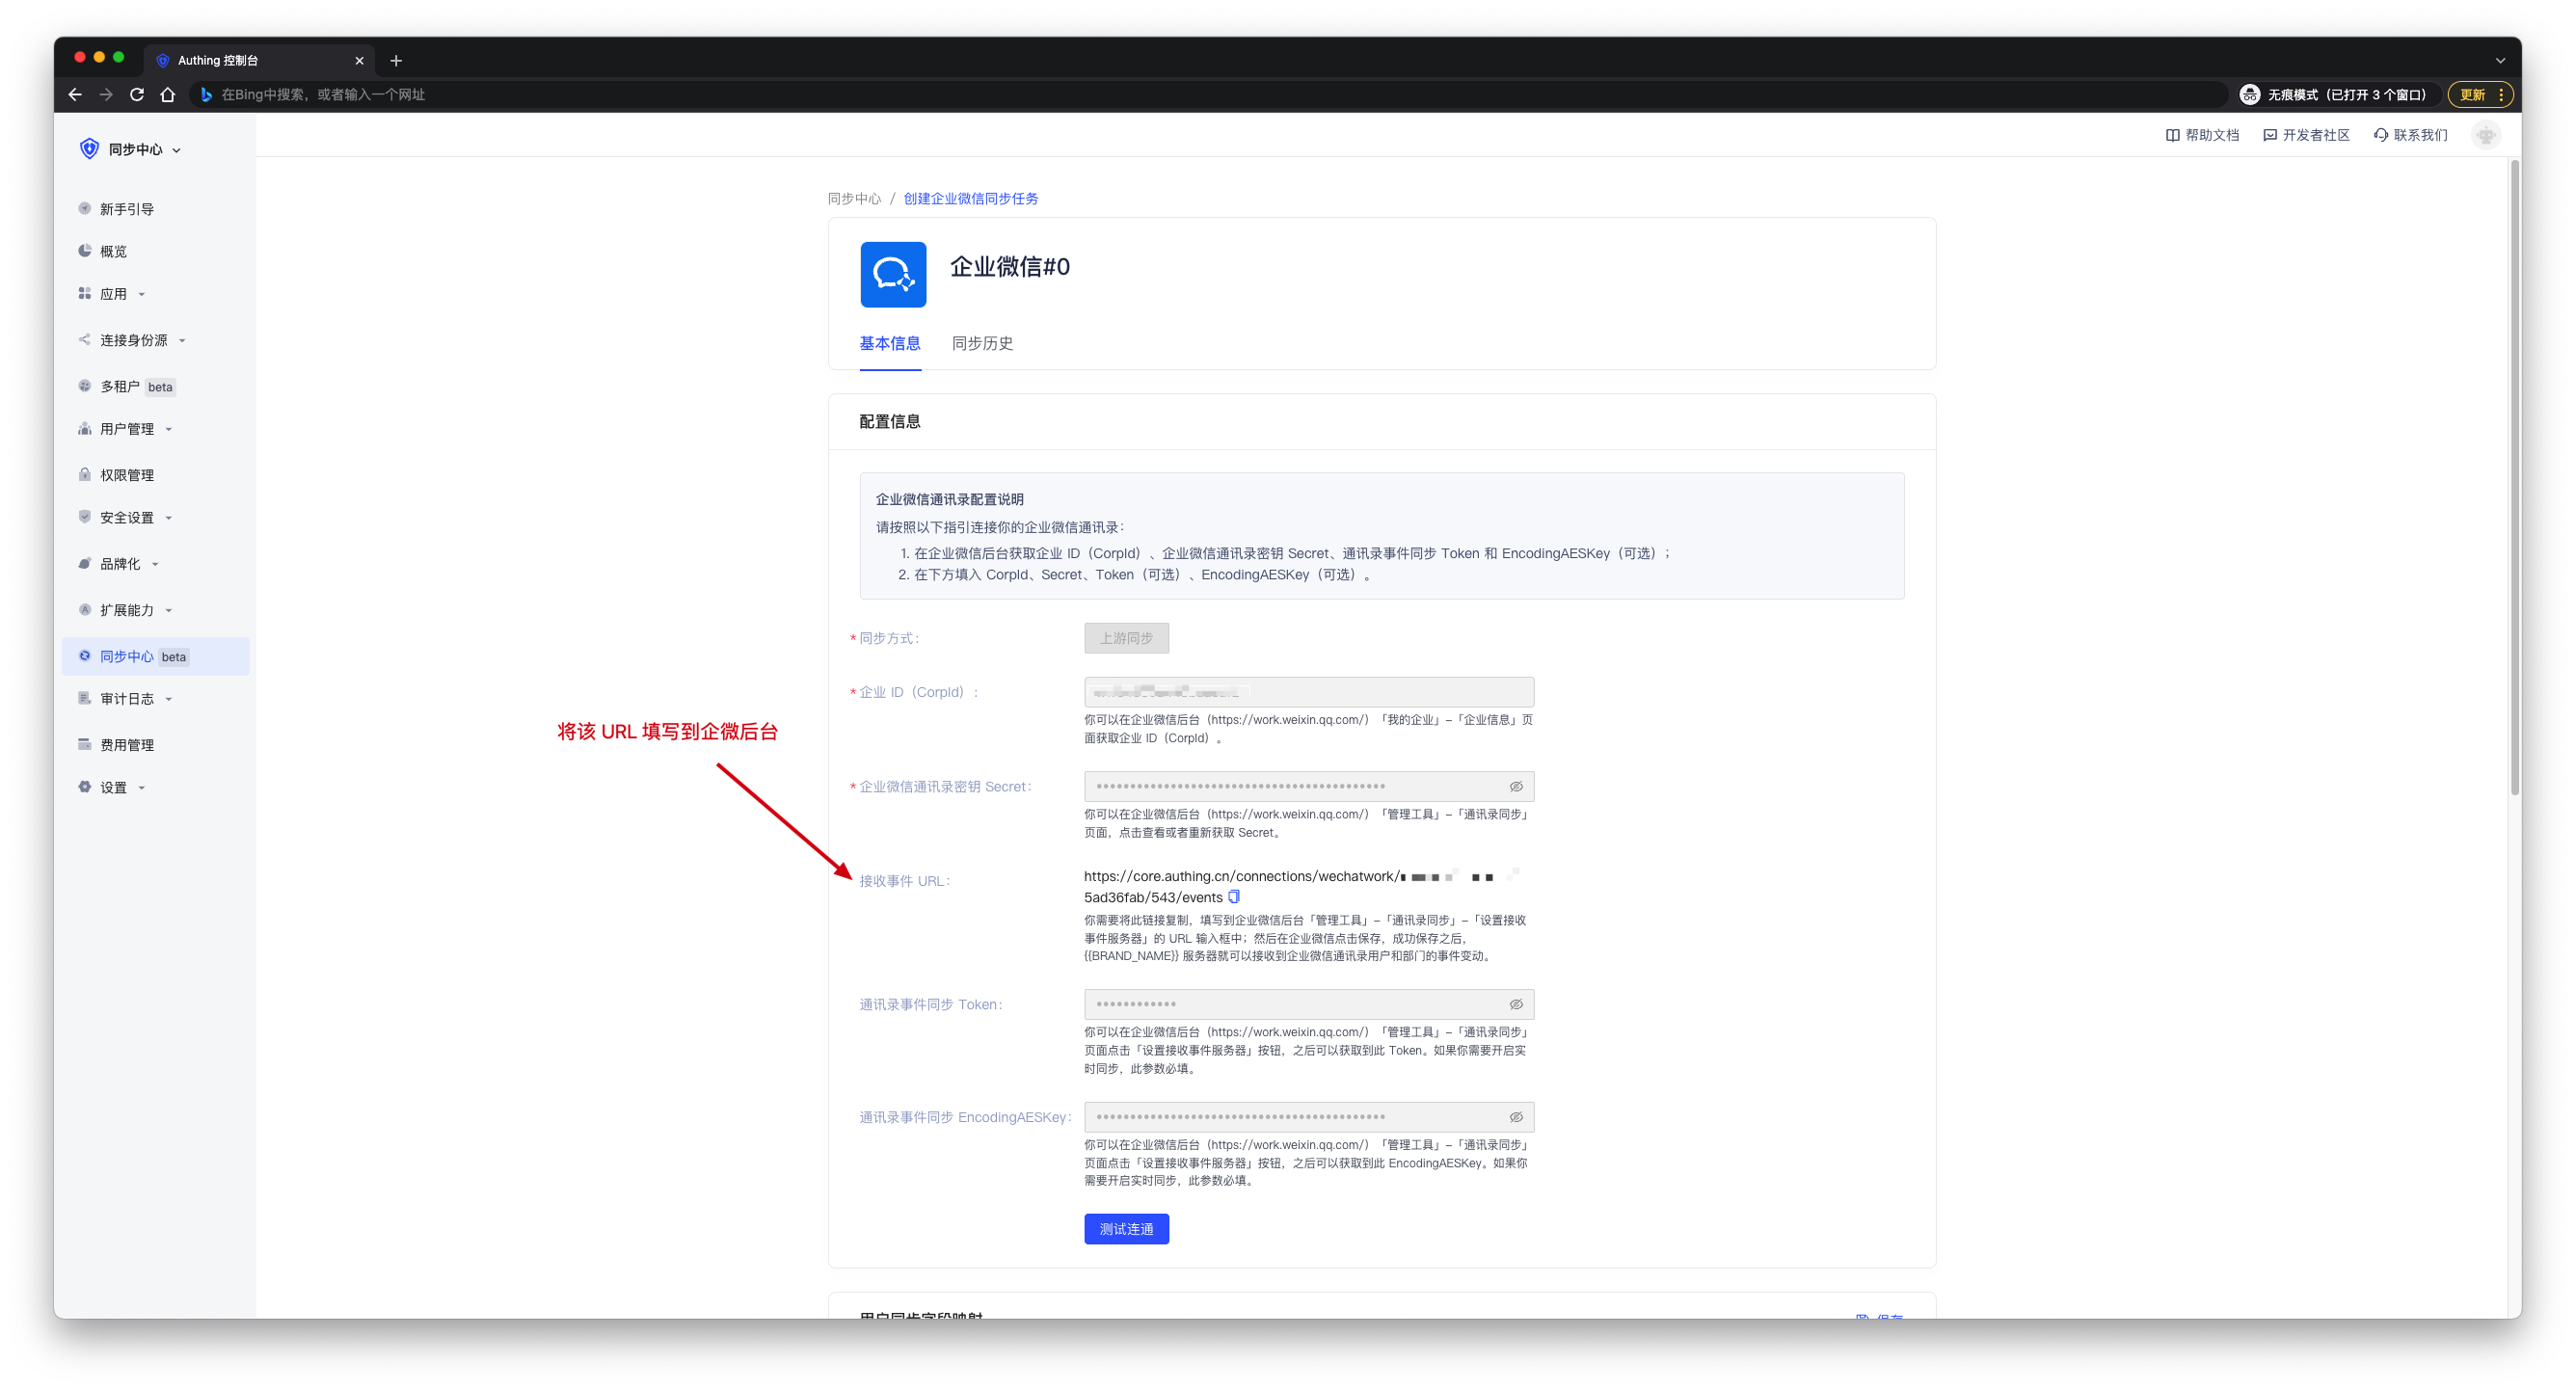 Authing 控制台
在Bing中搜索，或者输入一个网址
无痕模式（已打开 3 个窗口）
更新
同步中心
帮助文档
开发者社区
联系我们
新手引导
概览
应用
连接身份源
多租户 beta
用户管理
权限管理
安全设置
品牌化
扩展能力
同步中心 beta
审计日志
费用管理
设置
同步中心 / 创建企业微信同步任务
企业微信#0
基本信息
同步历史
配置信息
企业微信通讯录配置说明
请按照以下指引连接你的企业微信通讯录：
1. 在企业微信后台获取企业 ID（CorpId）、企业微信通讯录密钥 Secret、通讯录事件同步 Token 和 EncodingAESKey（可选）；
2. 在下方填入 CorpId、Secret、Token（可选）、EncodingAESKey（可选）。
* 同步方式：
上游同步
* 企业 ID（CorpId）：
你可以在企业微信后台（https://work.weixin.qq.com/）「我的企业」-「企业信息」页
面获取企业 ID（CorpId）。
将该 URL 填写到企微后台
* 企业微信通讯录密钥 Secret：
你可以在企业微信后台（https://work.weixin.qq.com/）「管理工具」-「通讯录同步」
页面，点击查看或者重新获取 Secret。
接收事件 URL：
https://core.authing.cn/connections/wechatwork/
5ad36fab/543/events
你需要将此链接复制，填写到企业微信后台「管理工具」-「通讯录同步」-「设置接收
事件服务器」的 URL 输入框中；然后在企业微信点击保存，成功保存之后，
{{BRAND_NAME}} 服务器就可以接收到企业微信通讯录用户和部门的事件变动。
通讯录事件同步 Token：
你可以在企业微信后台（https://work.weixin.qq.com/）「管理工具」-「通讯录同步」
页面点击「设置接收事件服务器」按钮，之后可以获取到此 Token。如果你需要开启实
时同步，此参数必填。
通讯录事件同步 EncodingAESKey：
你可以在企业微信后台（https://work.weixin.qq.com/）「管理工具」-「通讯录同步」
页面点击「设置接收事件服务器」按钮，之后可以获取到此 EncodingAESKey。如果你
需要开启实时同步，此参数必填。
测试连通
用户同步字段映射
保存